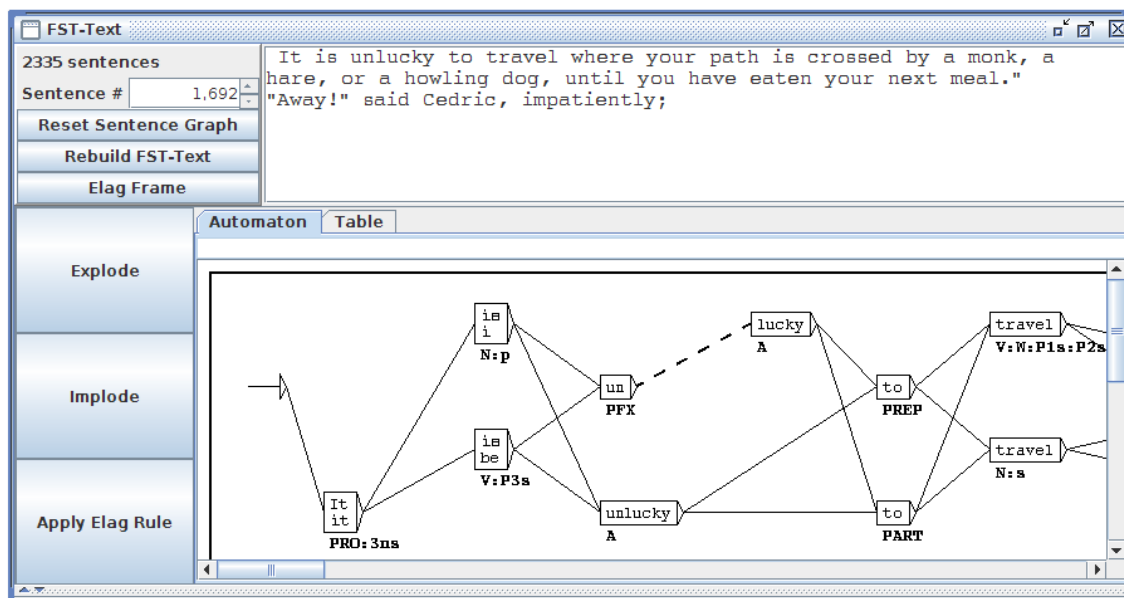 FST-Text
2335 sentences
Sentence # 1,692
Reset Sentence Graph
Rebuild FST-Text
Elag Frame
It is unlucky to travel where your path is crossed by a monk, a
hare, or a howling dog, until you have eaten your next meal."
"Away!" said Cedric, impatiently;
Explode
Implode
Apply Elag Rule
Automaton Table
It
it
PRO:3ns
is
i
N:p
is
be
V:P3s
un
PFX
unlucky
A
lucky
A
to
PREP
to
PART
travel
V:W:P1s:P2s
travel
N:s